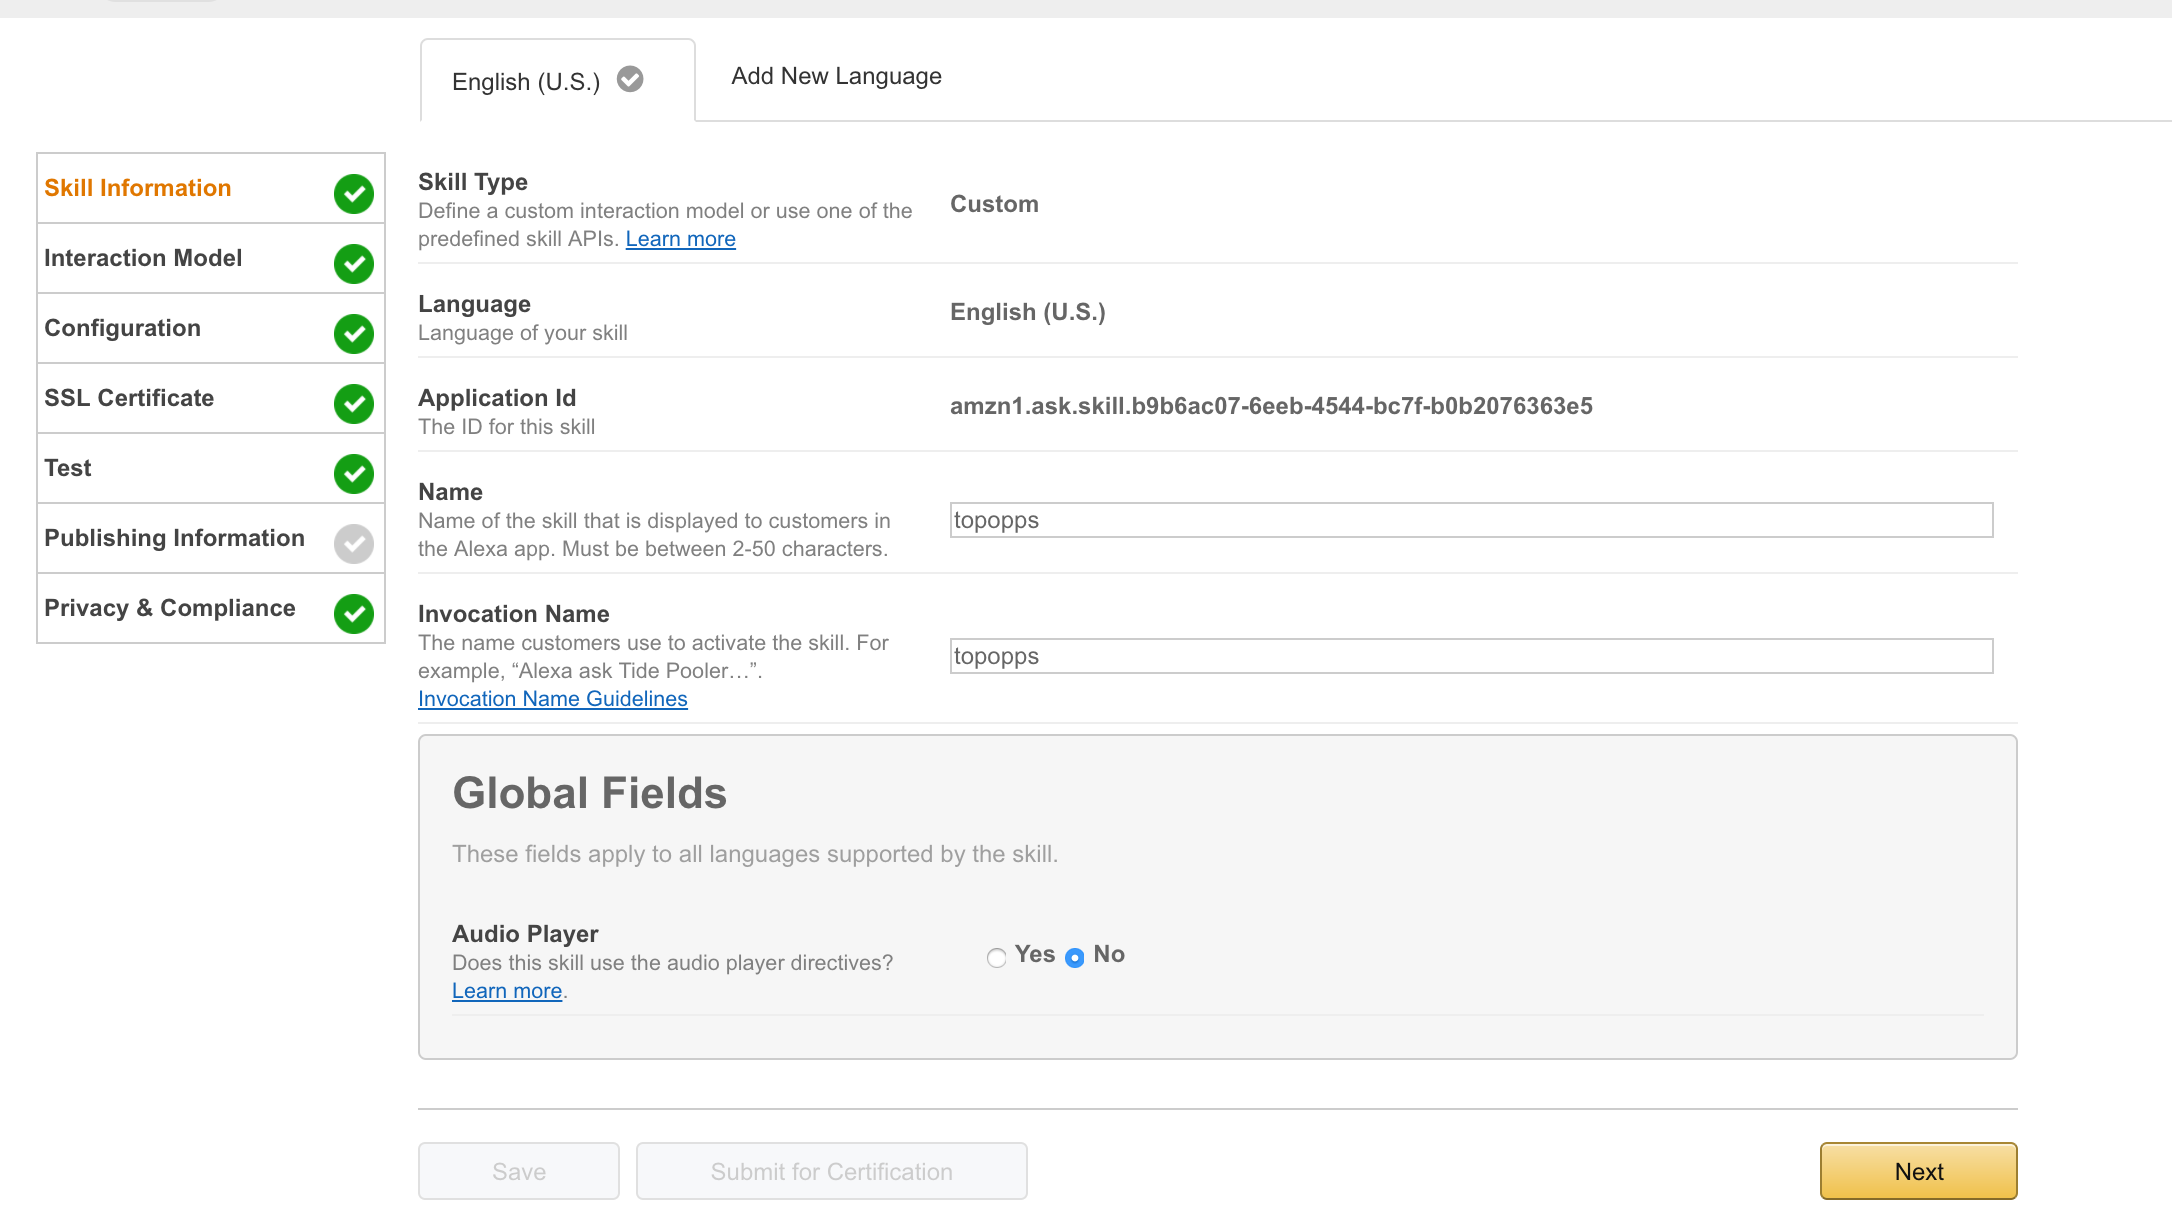 English (U.S.)
Add New Language
Skill Information
Interaction Model
Configuration
SSL Certificate
Test
Publishing Information
Privacy & Compliance
Skill Type
Define a custom interaction model or use one of the
predefined skill APIs. Learn more
Custom
Language
Language of your skill
English (U.S.)
Application Id
The ID for this skill
amzn1.ask.skill.b9b6ac07-6eeb-4544-bc7f-b0b2076363e5
Name
Name of the skill that is displayed to customers in
the Alexa app. Must be between 2-50 characters.
topopps
Invocation Name
The name customers use to activate the skill. For
example, “Alexa ask Tide Pooler…”.
Invocation Name Guidelines
topopps
Global Fields
These fields apply to all languages supported by the skill.
Audio Player
Does this skill use the audio player directives?
Learn more.
Yes No
Save
Submit for Certification
Next